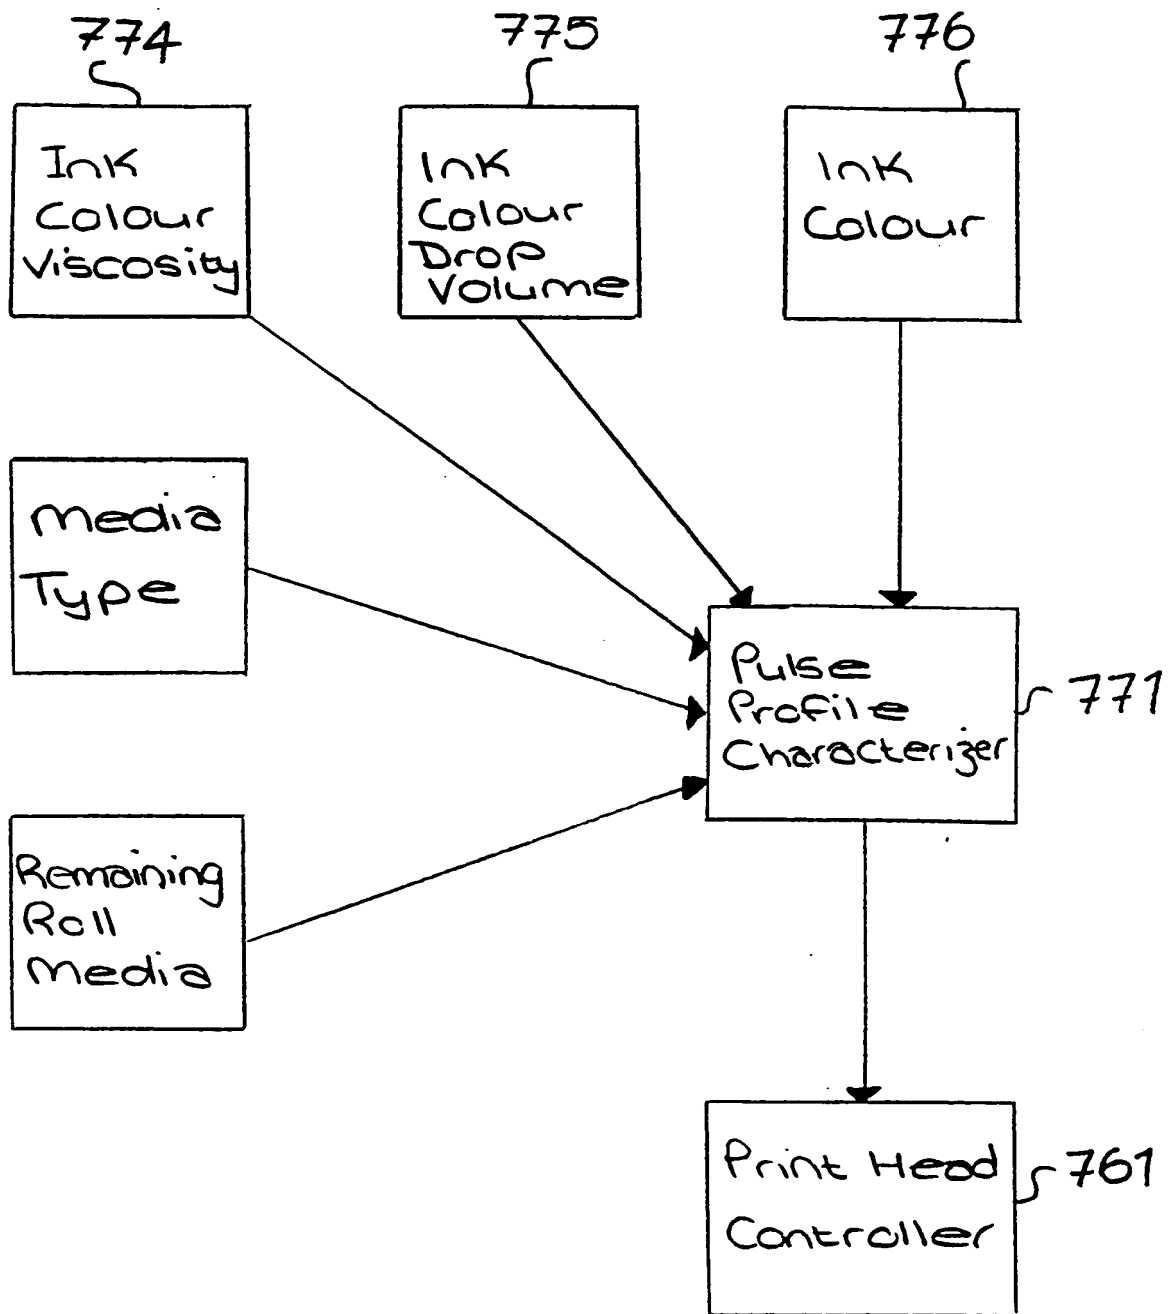 774
775
776
Ink
Colour
Viscosity
Ink
Colour
Drop
Volume
Ink
Colour
Media
Type
Pulse
Profile
Characterizer
771
Remaining
Roll
Media
Print Head
Controller
761